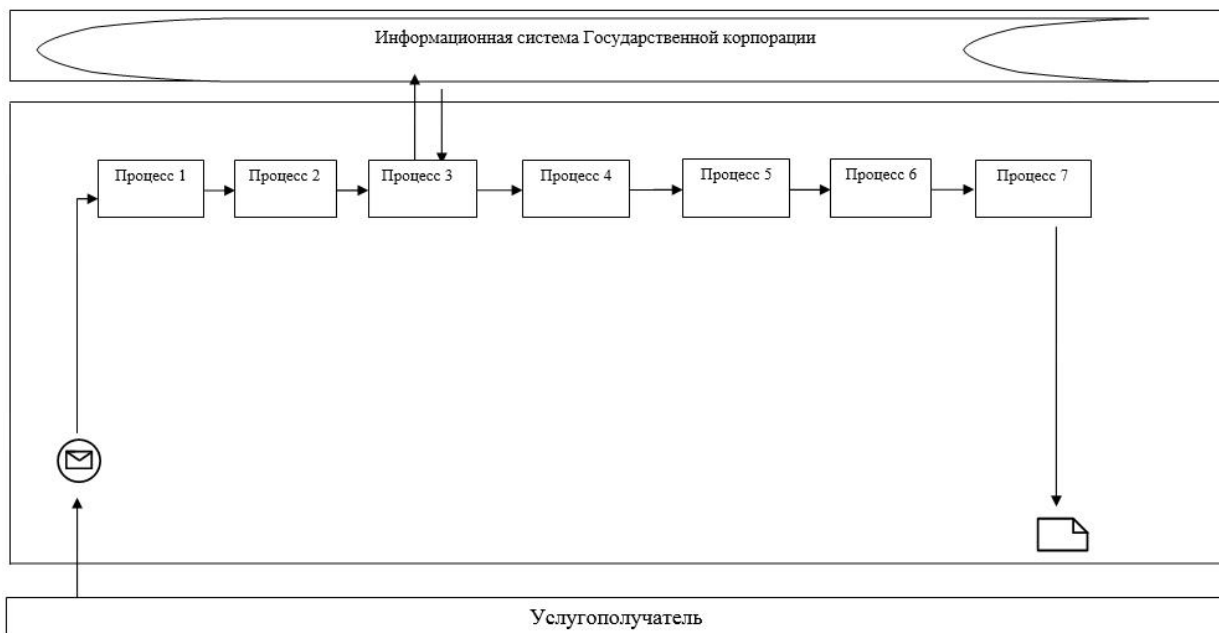 Информационная система Государственной корпорации
Процесс 1
Процесс 2
Процесс 3
Процесс 4
Процесс 5
Процесс 6
Процесс 7
Услугополучатель